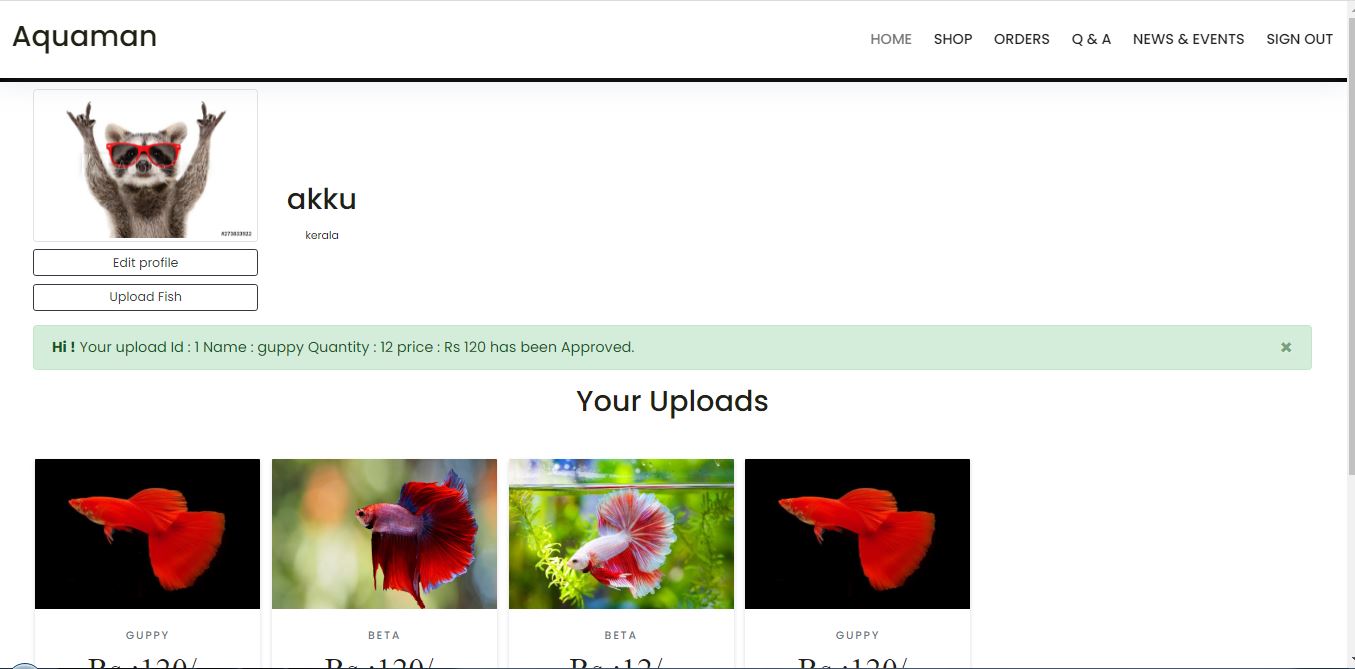 Aquaman
HOME SHOP ORDERS Q & A NEWS & EVENTS SIGN OUT
#273833922
akku
kerala
Edit profile
Upload Fish
Hi ! Your upload Id : 1 Name : guppy Quantity : 12 price : Rs 120 has been Approved. ×
Your Uploads
GUPPY BETA BETA GUPPY
Rs :120/ Rs :120/ Rs :12/ Rs :120/